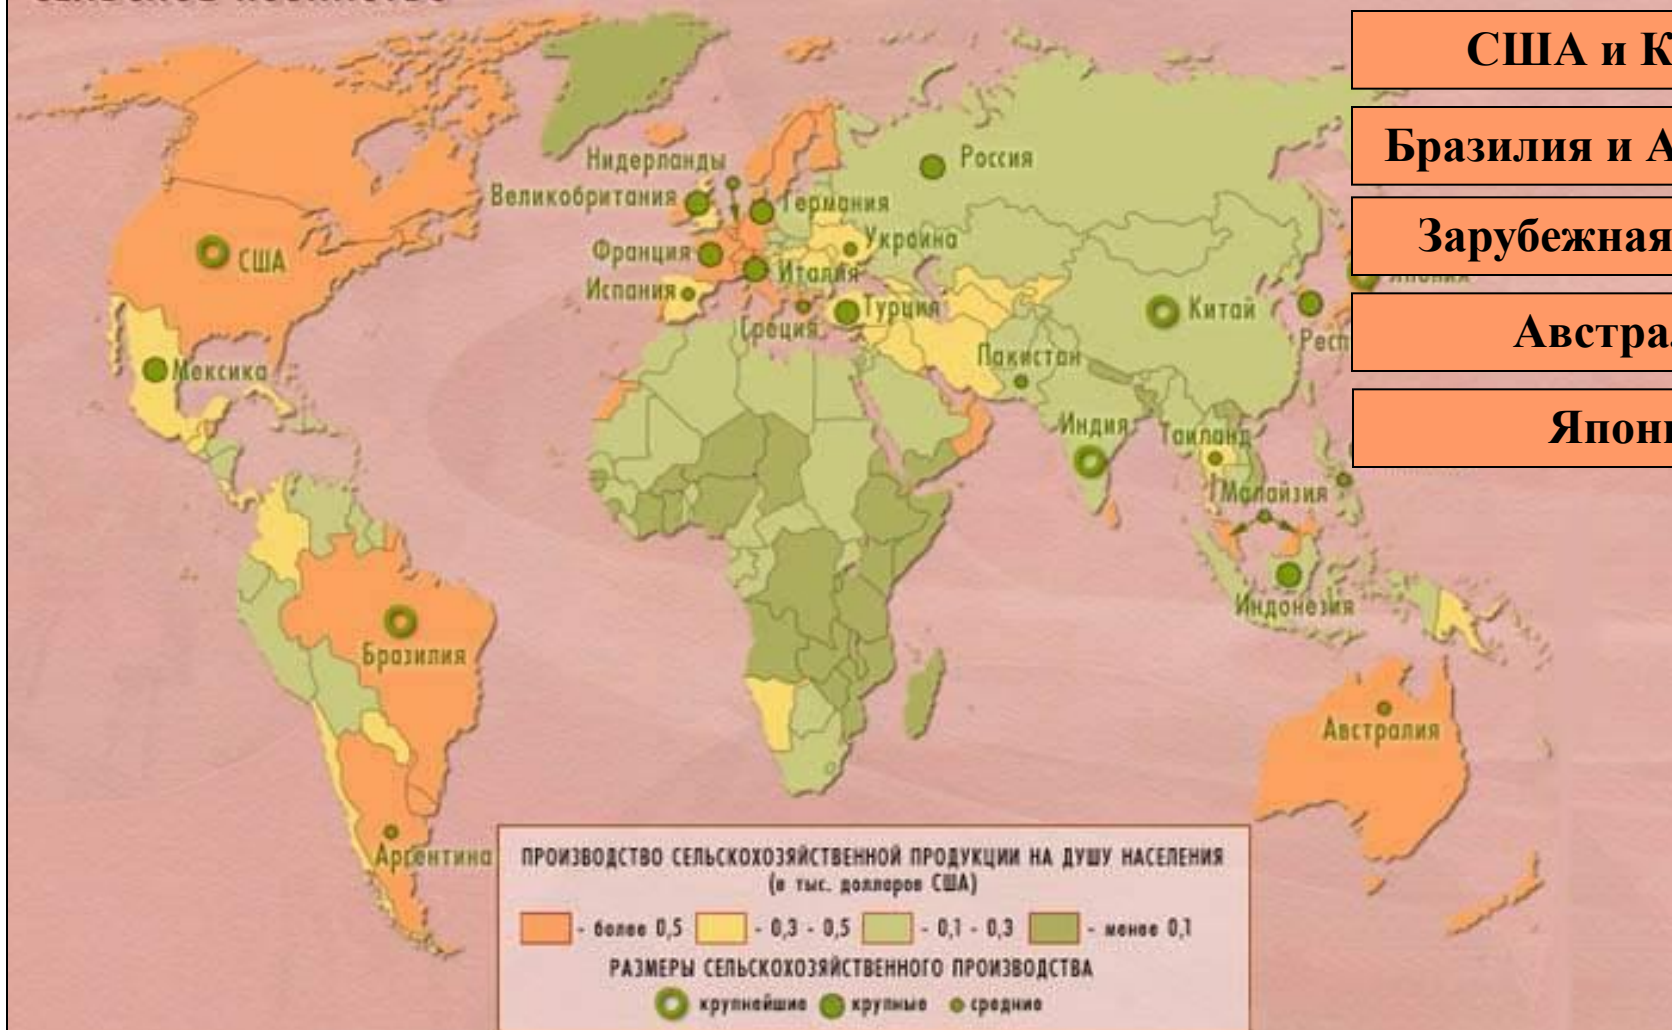 США и К
Бразилия и А
Зарубежная
Австра
Япон
Нидерланды
Великобритания
Германия
Россия
Франция
Украина
США
Италия
Испания
Турция
Греция
Китай
Япония
Респ
Мексика
Пакистан
Индия
Таиланд
Малайзия
Индонезия
Бразилия
Австралия
Аргентина
ПРОИЗВОДСТВО СЕЛЬСКОХОЗЯЙСТВЕННОЙ ПРОДУКЦИИ НА ДУШУ НАСЕЛЕНИЯ
(в тыс. долларов США)
- более 0,5 - 0,3 - 0,5 - 0,1 - 0,3 - менее 0,1
РАЗМЕРЫ СЕЛЬСКОХОЗЯЙСТВЕННОГО ПРОИЗВОДСТВА
крупнейшие крупные средние